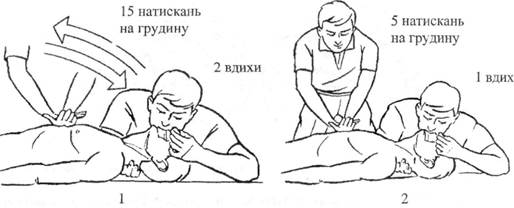 15 натискань
на грудину
2 вдихи
1
5 натискань
на грудину
1 вдих
2